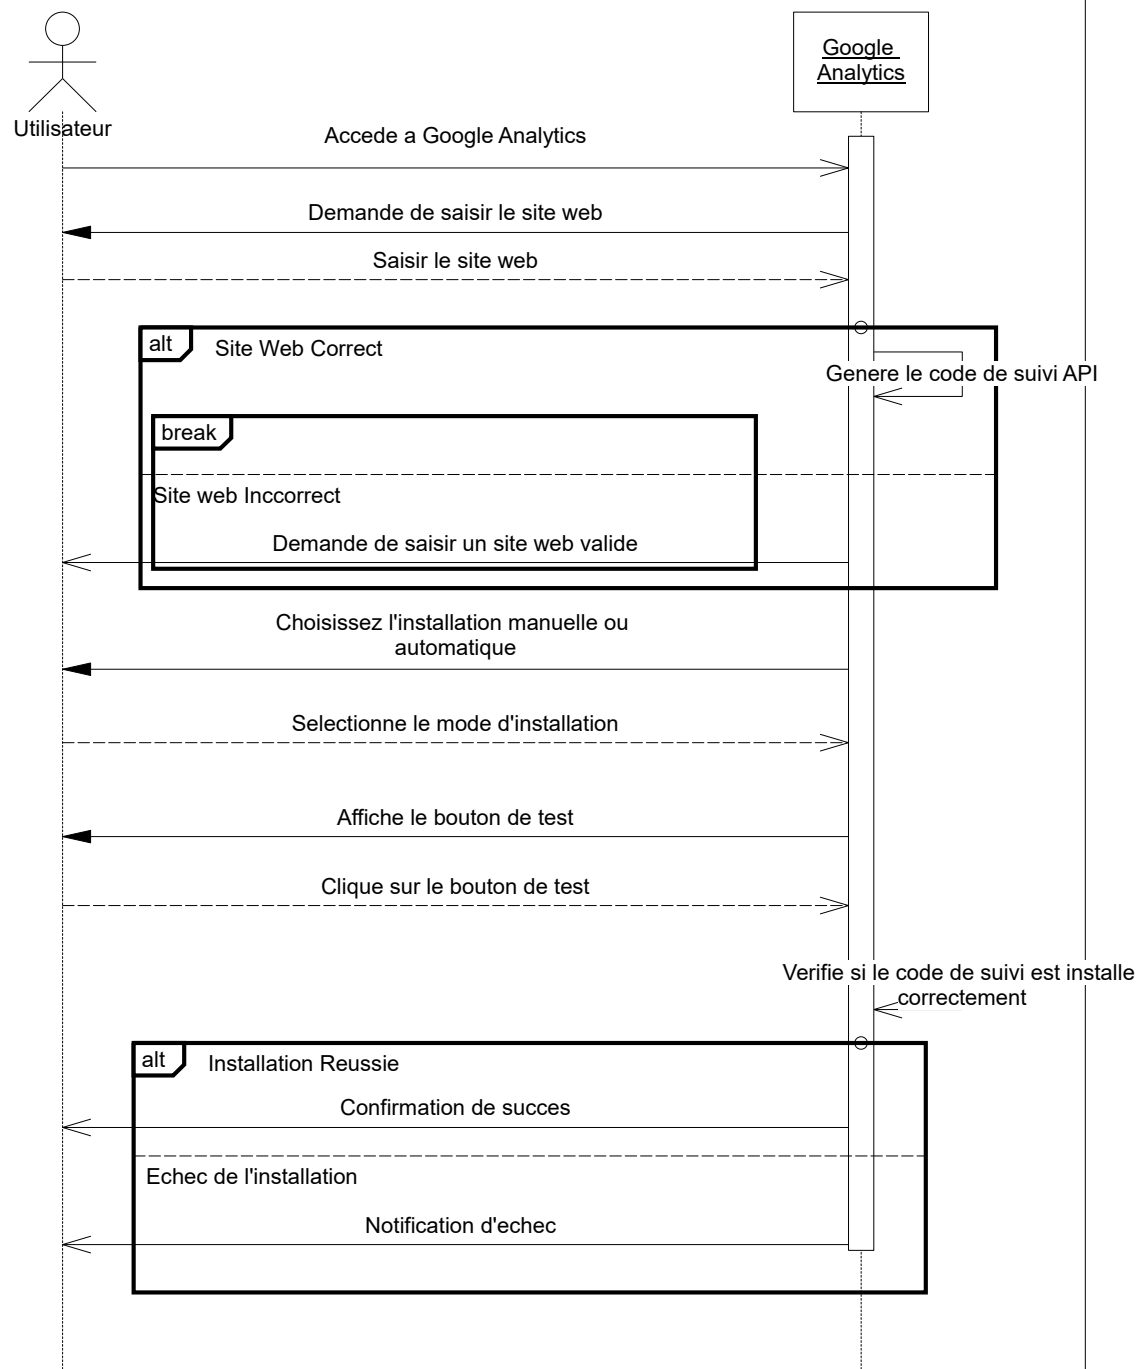 Google
Analytics
Utilisateur
Accede a Google Analytics
Demande de saisir le site web
Saisir le site web
alt
Site Web Correct
Genere le code de suivi API
break
Site web Inccorrect
Demande de saisir un site web valide
Choisissez l'installation manuelle ou
automatique
Selectionne le mode d'installation
Affiche le bouton de test
Clique sur le bouton de test
Verifie si le code de suivi est installe
correctement
alt
Installation Reussie
Confirmation de succes
Echec de l'installation
Notification d'echec